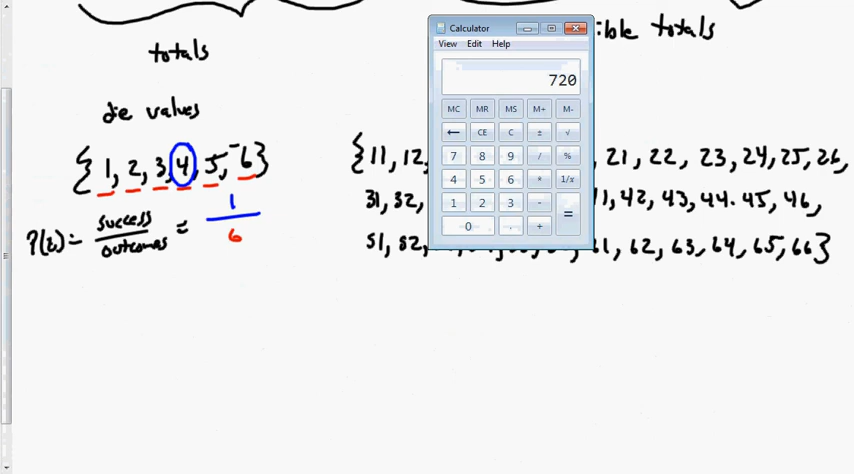 Calculator
View Edit Help
720
MC MR MS M+ M-
← CE C ± √
7 8 9 / %
4 5 6 * 1/x
1 2 3 - =
0 . +
totals
ible totals
die values
{1, 2, 3, 4, 5, 6}
{11, 12, 21, 22, 23, 24, 25, 26,
31, 32, 41, 42, 43, 44. 45, 46,
51, 52, 61, 62, 63, 64, 65, 66}
success
outcomes
=
1
6